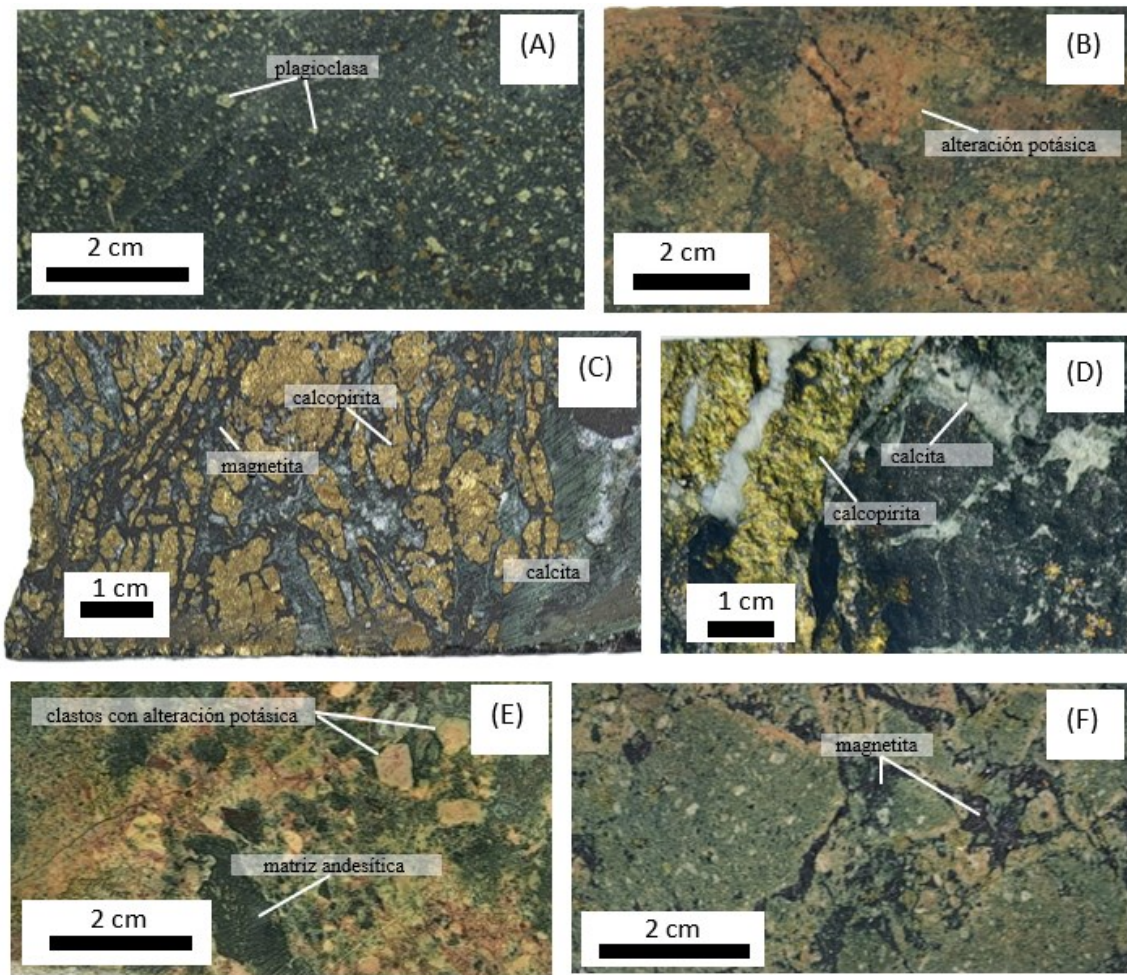 (A)
plagioclasa
2 cm
(B)
alteración potásica
2 cm
(C)
calcopirita
magnetita
calcita
1 cm
(D)
calcita
calcopirita
1 cm
(E)
clastos con alteración potásica
matriz andesítica
2 cm
(F)
magnetita
2 cm